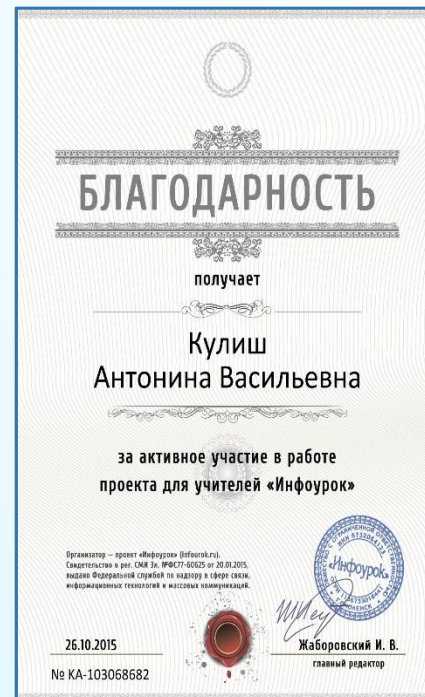 БЛАГОДАРНОСТЬ
получает
Кулиш
Антонина Васильевна
за активное участие в работе
проекта для учителей «Инфоурок»
Организатор — проект «Инфоурок» (Infourok.ru).
Свидетельство о рег. СМИ Эл. №ФС77-60625 от 20.01.2015,
выдано Федеральной службой по надзору в сфере связи,
информационных технологий и массовых коммуникаций.
«Инфоурок»
26.10.2015
Жаборовский И. В.
главный редактор
№ КА-103068682